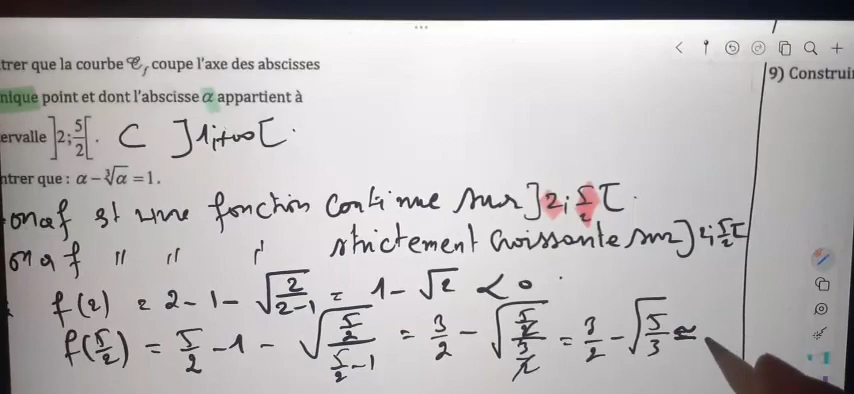 trer que la courbe 𝒞f coupe l'axe des abscisses
nique point et dont l'abscisse α appartient à
ervalle ]2;5/2[. ⊂ ]1;+∞[.
ntrer que : α − ∛α = 1.
on a f est une fonction continue sur ]2;5/2[.
on a f " " " strictement croissante sur ]2;5/2[
f(2) = 2-1-√(2/(2-1)) = 1-√2 < 0.
f(5/2) = 5/2 -1 - √((5/2)/(5/2 -1)) = 3/2 - √((5/2)/(3/2)) = 3/2 - √(5/3) ≃
9) Construi